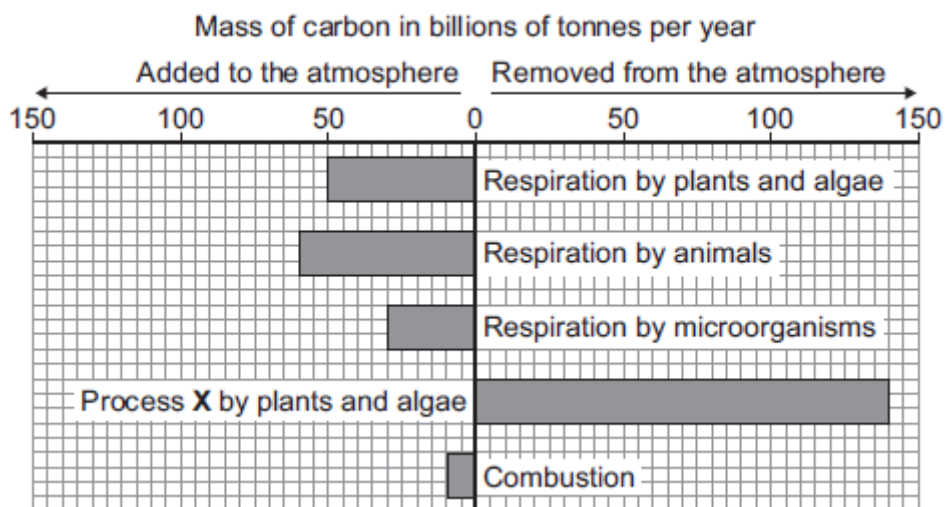 Mass of carbon in billions of tonnes per year
Added to the atmosphere Removed from the atmosphere
150 100 50 0 50 100 150
Respiration by plants and algae
Respiration by animals
Respiration by microorganisms
Process X by plants and algae
Combustion